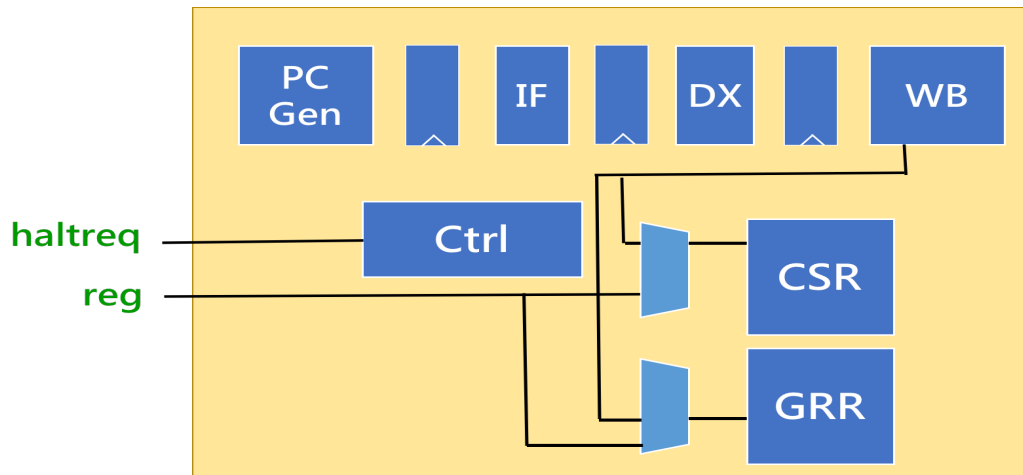 PC
Gen
IF
DX
WB
haltreq
Ctrl
reg
CSR
GRR